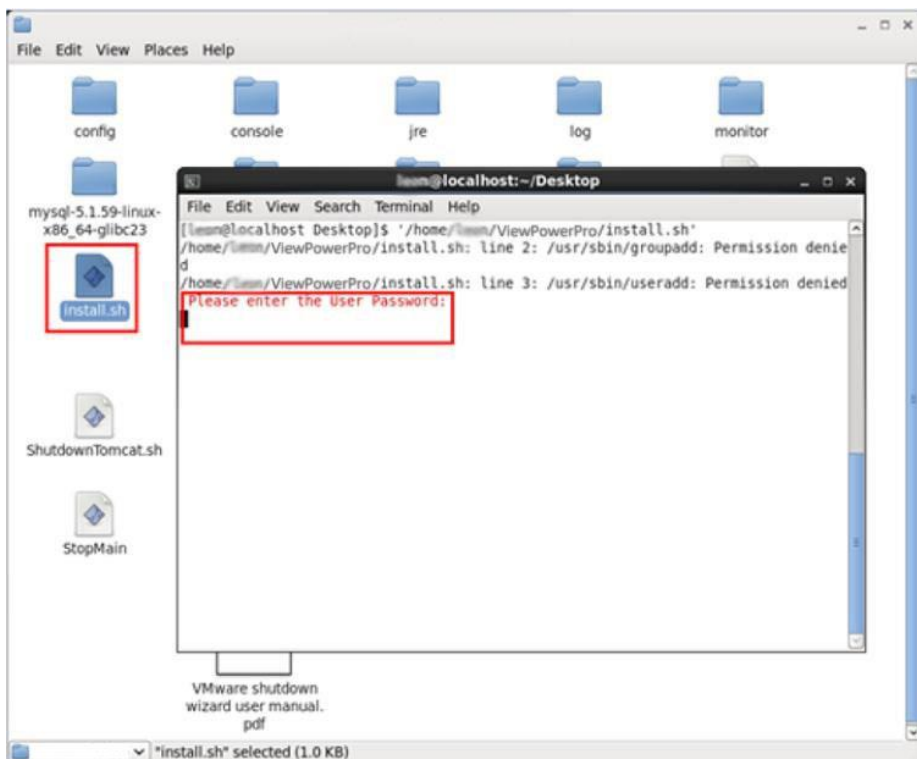 File Edit View Places Help
config
console
jre
log
monitor
mysql-5.1.59-linux-
x86_64-glibc23
install.sh
ShutdownTomcat.sh
StopMain
@localhost:~/Desktop
File Edit View Search Terminal Help
[ @localhost Desktop]$ '/home/ /ViewPowerPro/install.sh'
/home/ /ViewPowerPro/install.sh: line 2: /usr/sbin/groupadd: Permission denie
d
/home/ /ViewPowerPro/install.sh: line 3: /usr/sbin/useradd: Permission denied
Please enter the User Password:
VMware shutdown
wizard user manual.
pdf
"install.sh" selected (1.0 KB)